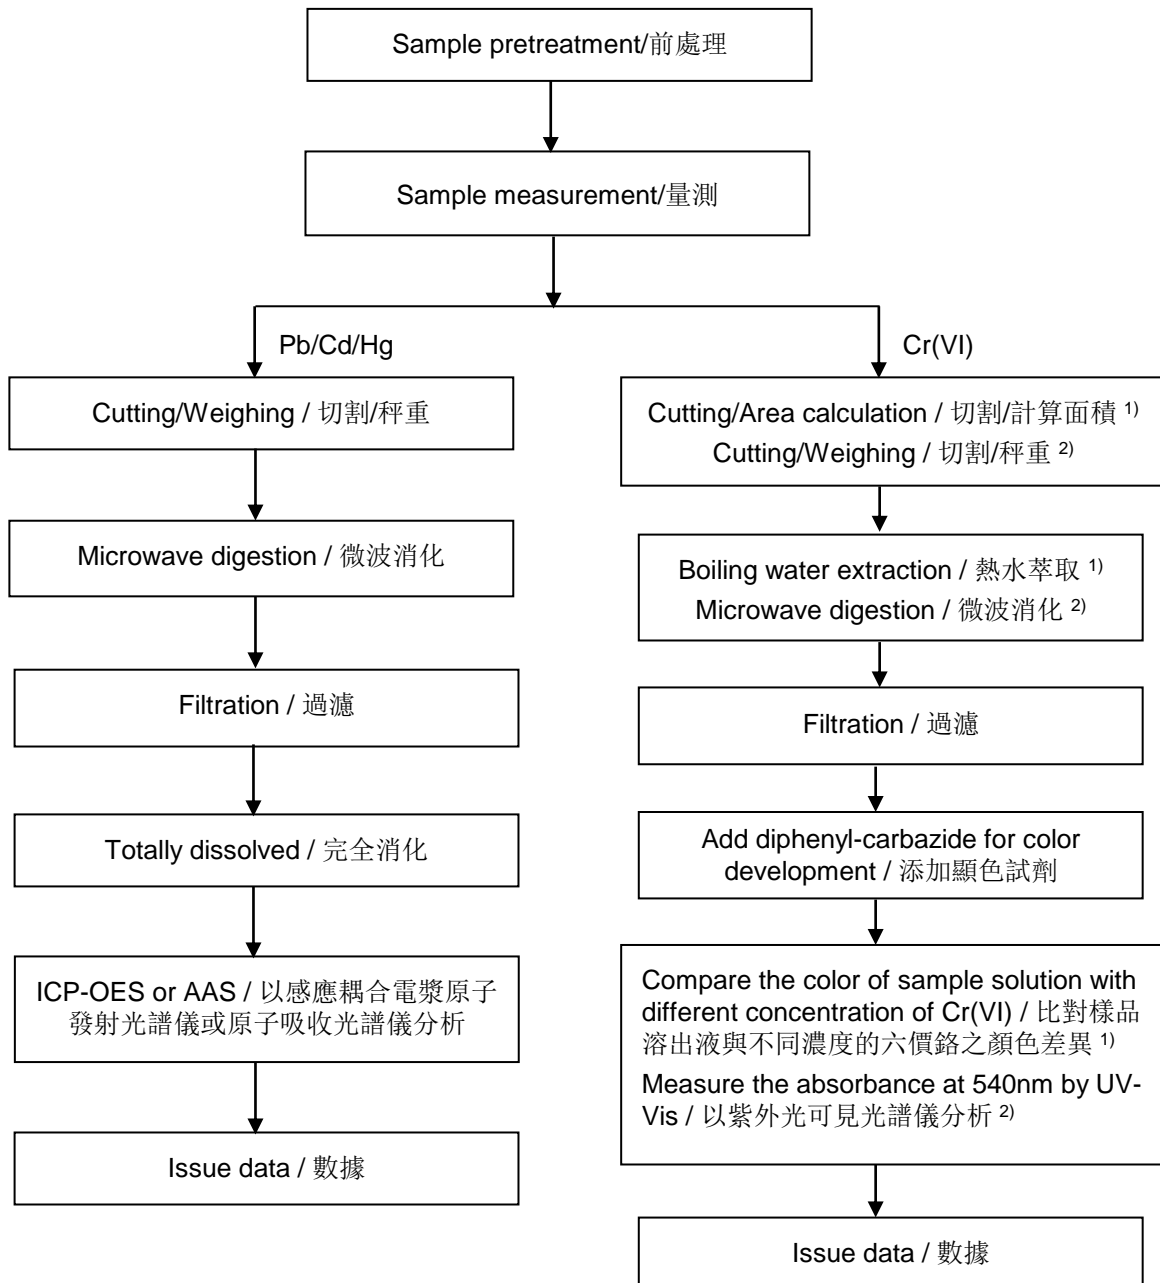 Sample pretreatment/前處理
Sample measurement/量測
Pb/Cd/Hg
Cutting/Weighing / 切割/秤重
Microwave digestion / 微波消化
Filtration / 過濾
Totally dissolved / 完全消化
ICP-OES or AAS / 以感應耦合電漿原子
發射光譜儀或原子吸收光譜儀分析
Issue data / 數據
Cr(VI)
Cutting/Area calculation / 切割/計算面積 1)
Cutting/Weighing / 切割/秤重 2)
Boiling water extraction / 熱水萃取 1)
Microwave digestion / 微波消化 2)
Filtration / 過濾
Add diphenyl-carbazide for color
development / 添加顯色試劑
Compare the color of sample solution with
different concentration of Cr(VI) / 比對樣品
溶出液與不同濃度的六價鉻之顏色差異 1)
Measure the absorbance at 540nm by UV-
Vis / 以紫外光可見光譜儀分析 2)
Issue data / 數據